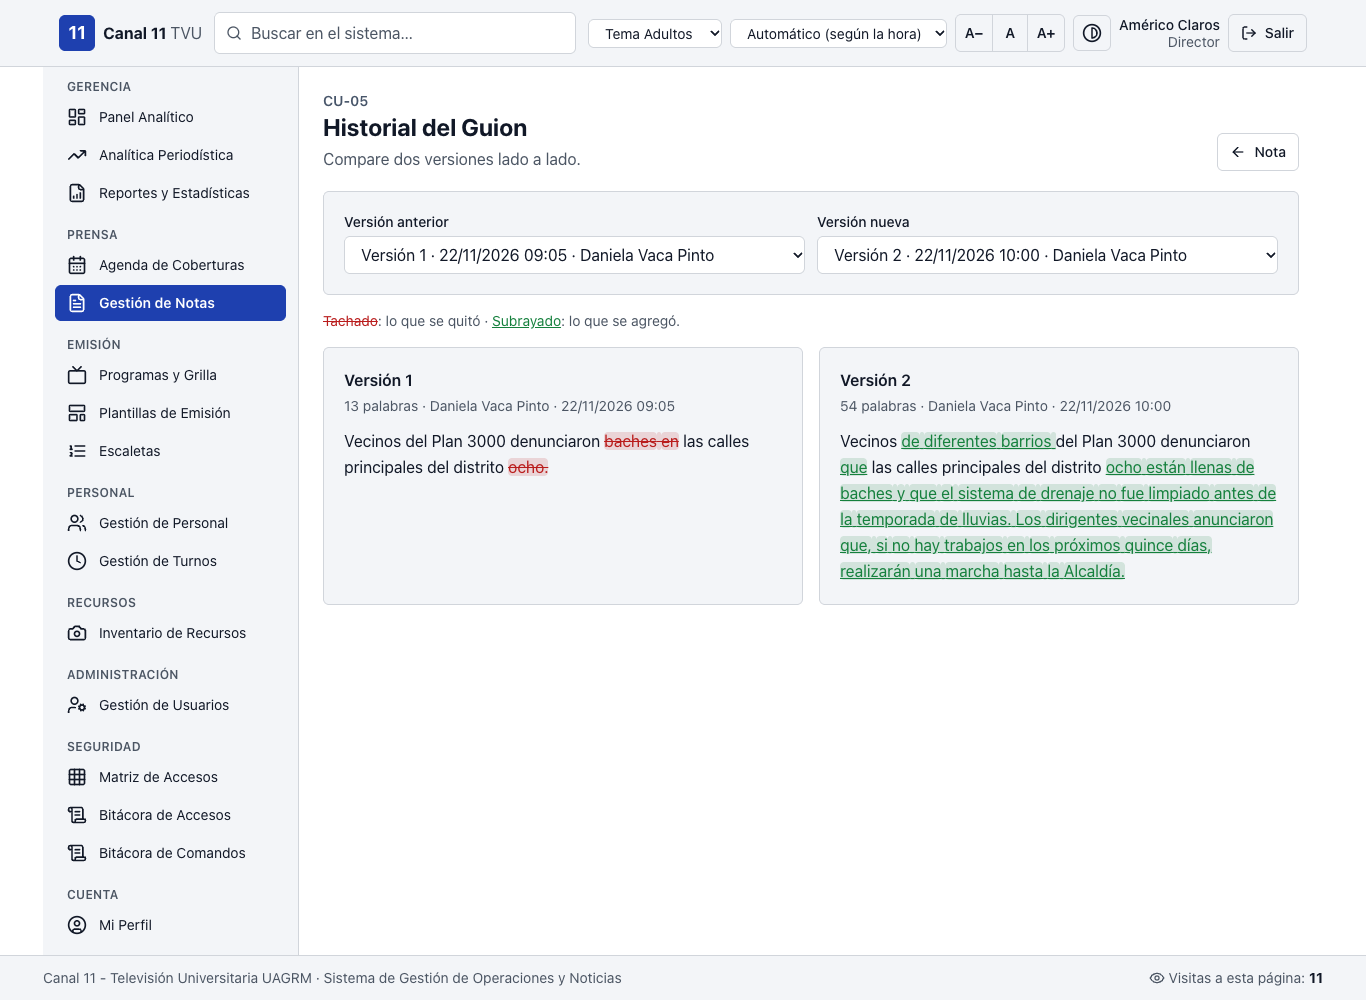 11 Canal 11 TVU
Buscar en el sistema...
Tema Adultos
Automático (según la hora)
A− A A+
Américo Claros
Director
Salir
GERENCIA
Panel Analítico
Analítica Periodística
Reportes y Estadísticas
PRENSA
Agenda de Coberturas
Gestión de Notas
EMISIÓN
Programas y Grilla
Plantillas de Emisión
Escaletas
PERSONAL
Gestión de Personal
Gestión de Turnos
RECURSOS
Inventario de Recursos
ADMINISTRACIÓN
Gestión de Usuarios
SEGURIDAD
Matriz de Accesos
Bitácora de Accesos
Bitácora de Comandos
CUENTA
Mi Perfil
CU-05
Historial del Guion
Compare dos versiones lado a lado.
Nota
Versión anterior
Versión 1 · 22/11/2026 09:05 · Daniela Vaca Pinto
Versión nueva
Versión 2 · 22/11/2026 10:00 · Daniela Vaca Pinto
Tachado: lo que se quitó · Subrayado: lo que se agregó.
Versión 1
13 palabras · Daniela Vaca Pinto · 22/11/2026 09:05
Vecinos del Plan 3000 denunciaron baches en las calles
principales del distrito ocho.
Versión 2
54 palabras · Daniela Vaca Pinto · 22/11/2026 10:00
Vecinos de diferentes barrios del Plan 3000 denunciaron
que las calles principales del distrito ocho están llenas de
baches y que el sistema de drenaje no fue limpiado antes de
la temporada de lluvias. Los dirigentes vecinales anunciaron
que, si no hay trabajos en los próximos quince días,
realizarán una marcha hasta la Alcaldía.
Canal 11 - Televisión Universitaria UAGRM · Sistema de Gestión de Operaciones y Noticias
Visitas a esta página: 11